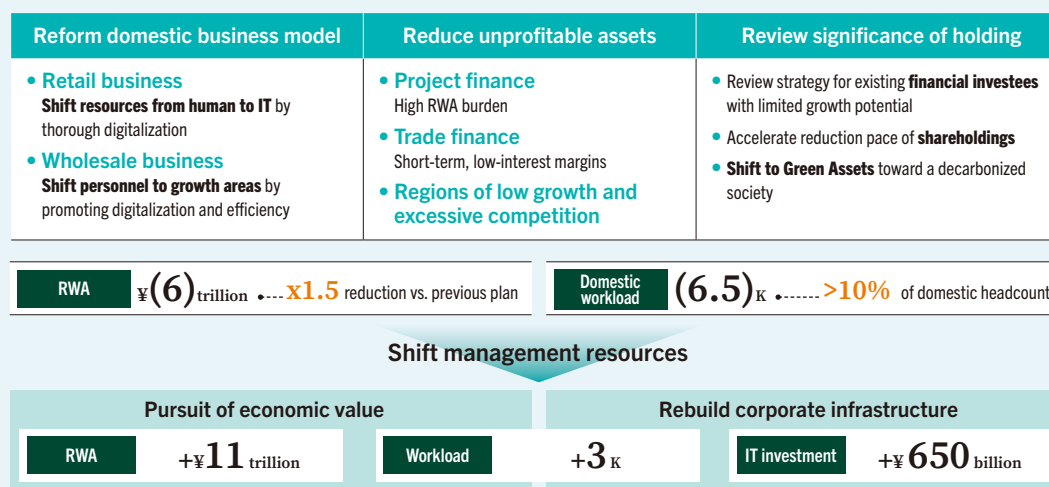 Reform domestic business model
• Retail business
Shift resources from human to IT by
thorough digitalization
• Wholesale business
Shift personnel to growth areas by
promoting digitalization and efficiency
Reduce unprofitable assets
• Project finance
High RWA burden
• Trade finance
Short-term, low-interest margins
• Regions of low growth and
excessive competition
Review significance of holding
• Review strategy for existing financial investees
with limited growth potential
• Accelerate reduction pace of shareholdings
• Shift to Green Assets toward a decarbonized
society
RWA ¥(6) trillion x1.5 reduction vs. previous plan
Domestic
workload (6.5) K >10% of domestic headcount
Shift management resources
Pursuit of economic value
RWA +¥11 trillion
Workload +3 K
Rebuild corporate infrastructure
IT investment +¥650 billion